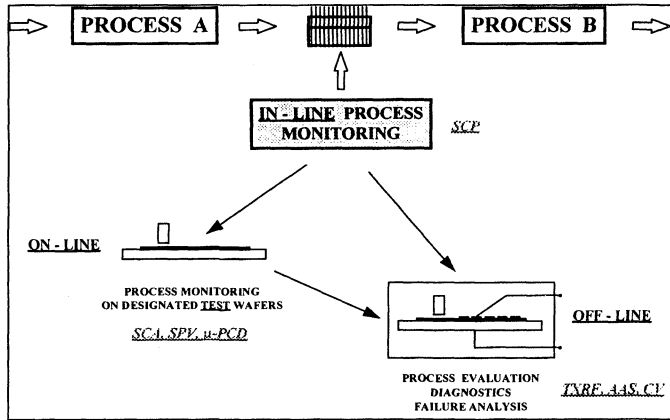 PROCESS A
PROCESS B
IN - LINE PROCESS
MONITORING
SCP
ON - LINE
PROCESS MONITORING
ON DESIGNATED TEST WAFERS
SCA, SPV, μ-PCD
OFF - LINE
PROCESS EVALUATION
DIAGNOSTICS
FAILURE ANALYSIS
TXRF, AAS, CV